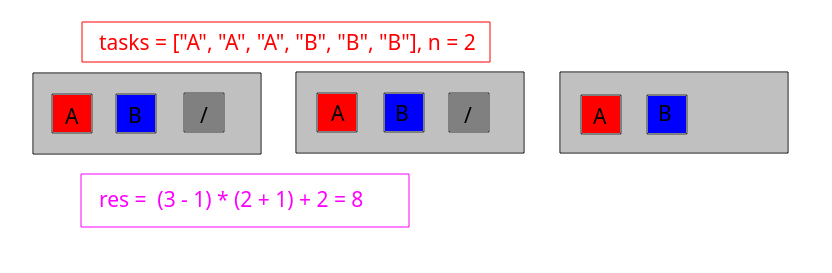 tasks = ["A", "A", "A", "B", "B", "B"], n = 2
A B / A B / A B
res =  (3 - 1) * (2 + 1) + 2 = 8